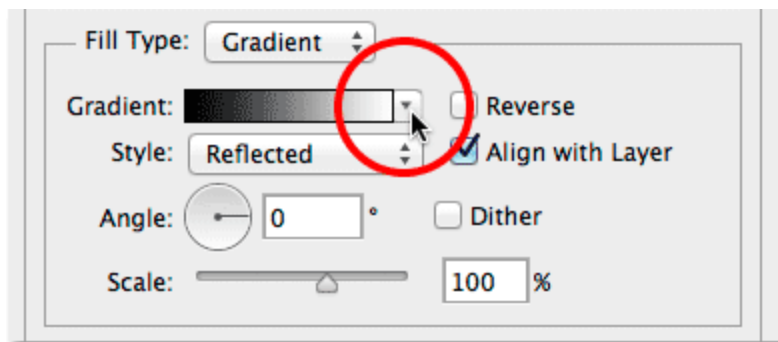 Fill Type: Gradient
Gradient: Reverse
Style: Reflected Align with Layer
Angle: 0 ° Dither
Scale: 100 %